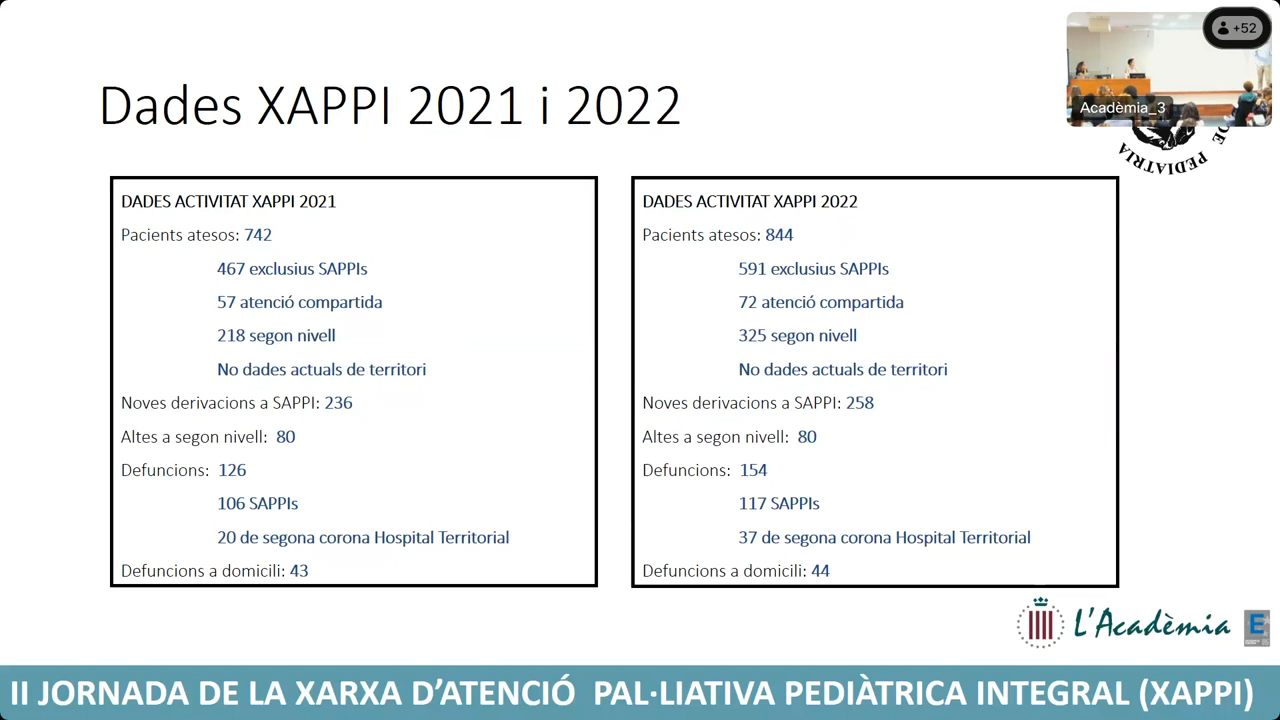 +52
Acadèmia_3
DE PEDIATRIA
Dades XAPPI 2021 i 2022
DADES ACTIVITAT XAPPI 2021
Pacients atesos: 742
467 exclusius SAPPIs
57 atenció compartida
218 segon nivell
No dades actuals de territori
Noves derivacions a SAPPI: 236
Altes a segon nivell: 80
Defuncions: 126
106 SAPPIs
20 de segona corona Hospital Territorial
Defuncions a domicili: 43
DADES ACTIVITAT XAPPI 2022
Pacients atesos: 844
591 exclusius SAPPIs
72 atenció compartida
325 segon nivell
No dades actuals de territori
Noves derivacions a SAPPI: 258
Altes a segon nivell: 80
Defuncions: 154
117 SAPPIs
37 de segona corona Hospital Territorial
Defuncions a domicili: 44
L'Acadèmia
E
II JORNADA DE LA XARXA D’ATENCIÓ PAL·LIATIVA PEDIÀTRICA INTEGRAL (XAPPI)